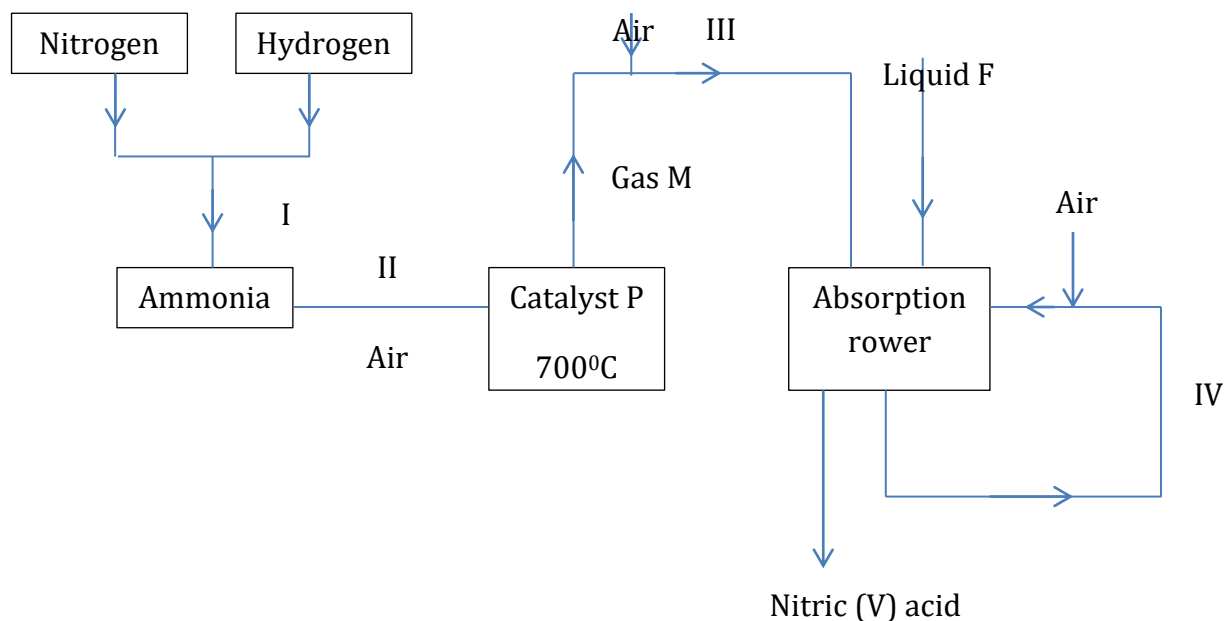 Nitrogen
Hydrogen
Air
III
Liquid F
Gas M
Air
I
II
Ammonia
Catalyst P
700⁰C
Absorption
rower
Air
IV
Nitric (V) acid